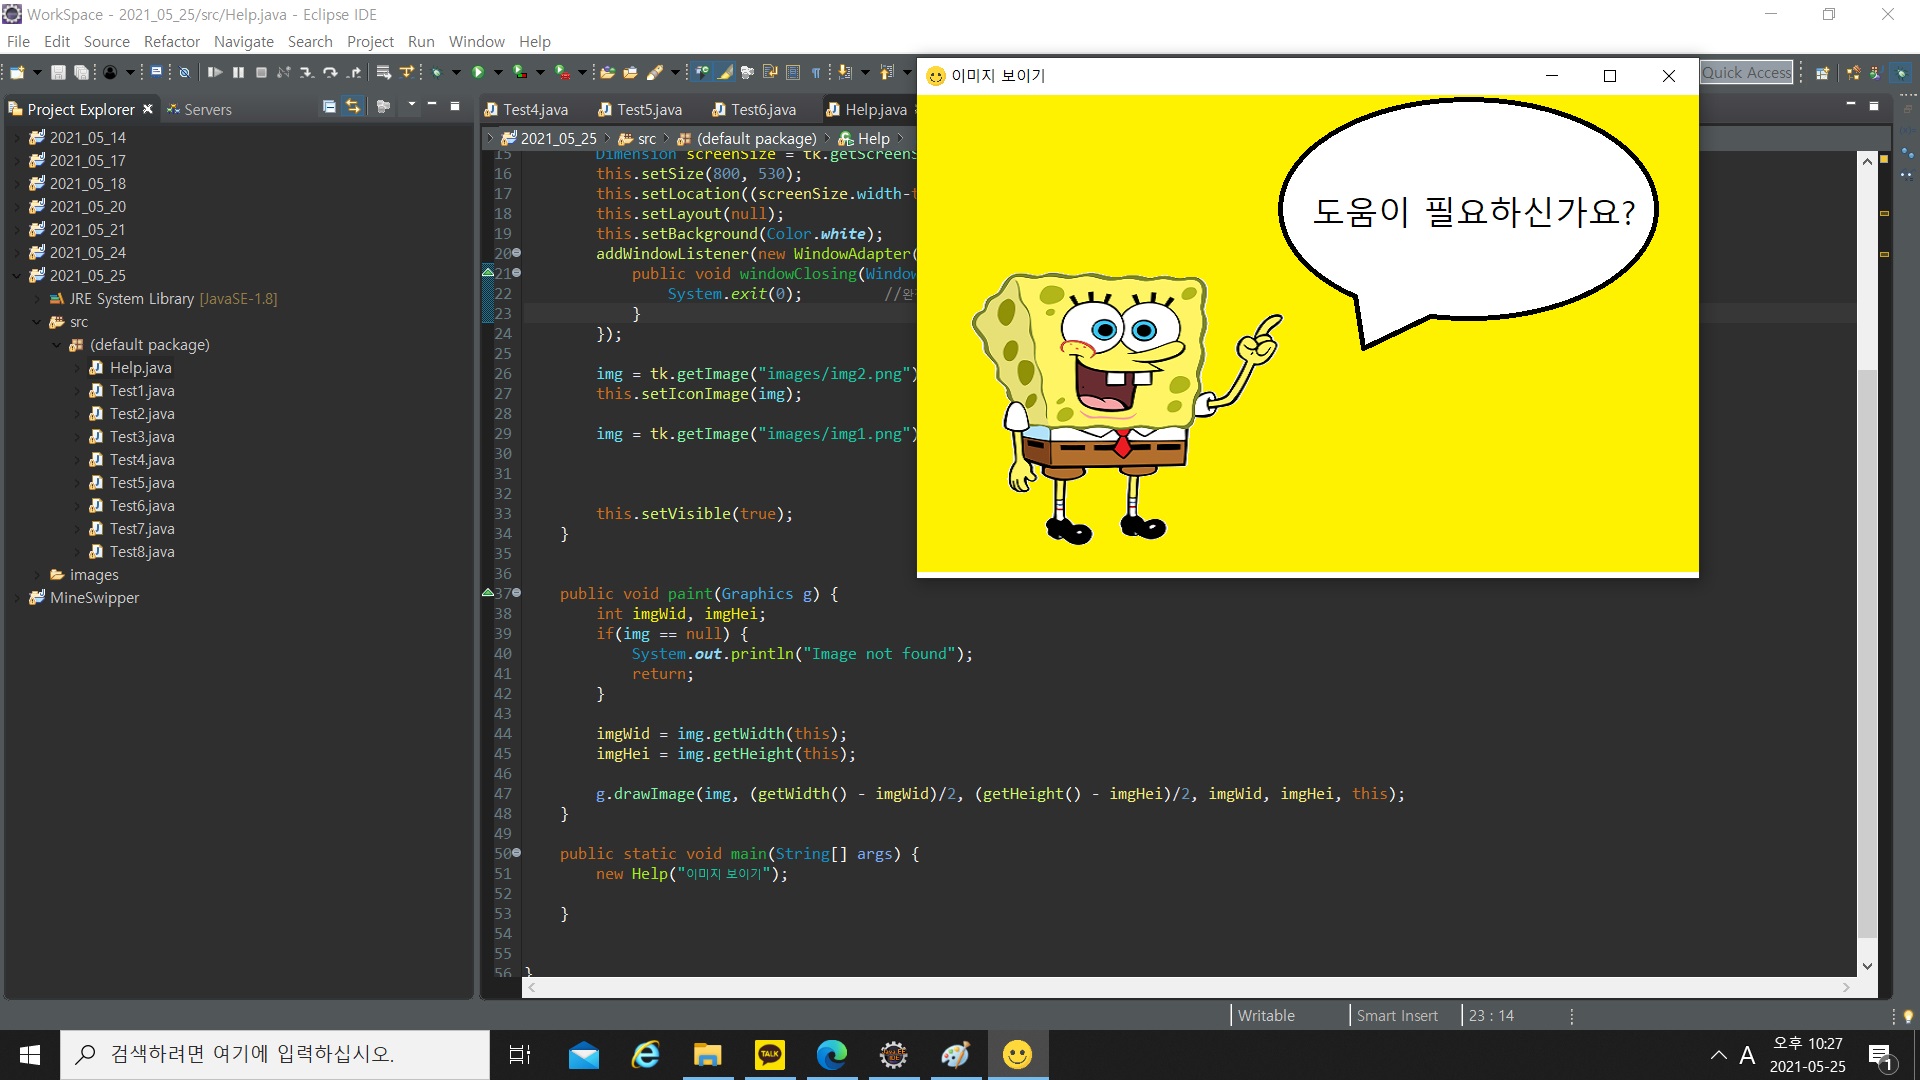 WorkSpace - 2021_05_25/src/Help.java - Eclipse IDE
File Edit Source Refactor Navigate Search Project Run Window Help
Quick Access
Project Explorer Servers
2021_05_14
2021_05_17
2021_05_18
2021_05_20
2021_05_21
2021_05_24
2021_05_25
JRE System Library [JavaSE-1.8]
src
(default package)
Help.java
Test1.java
Test2.java
Test3.java
Test4.java
Test5.java
Test6.java
Test7.java
Test8.java
images
MineSwipper
Test4.java Test5.java Test6.java Help.java
2021_05_25 src (default package) Help
15 Dimension screenSize = tk.getScreenS
16 this.setSize(800, 530);
17 this.setLocation((screenSize.width-t
18 this.setLayout(null);
19 this.setBackground(Color.white);
20 addWindowListener(new WindowAdapter(
21 public void windowClosing(Window
22 System.exit(0); //완
23 }
24 });
25
26 img = tk.getImage("images/img2.png")
27 this.setIconImage(img);
28
29 img = tk.getImage("images/img1.png")
30
31
32
33 this.setVisible(true);
34 }
35
36
37 public void paint(Graphics g) {
38 int imgWid, imgHei;
39 if(img == null) {
40 System.out.println("Image not found");
41 return;
42 }
43
44 imgWid = img.getWidth(this);
45 imgHei = img.getHeight(this);
46
47 g.drawImage(img, (getWidth() - imgWid)/2, (getHeight() - imgHei)/2, imgWid, imgHei, this);
48 }
49
50 public static void main(String[] args) {
51 new Help("이미지 보이기");
52
53 }
54
55
56 }
이미지 보이기
도움이 필요하신가요?
Writable Smart Insert 23 : 14
검색하려면 여기에 입력하십시오.
TALK
IDE
A
오후 10:27
2021-05-25
1